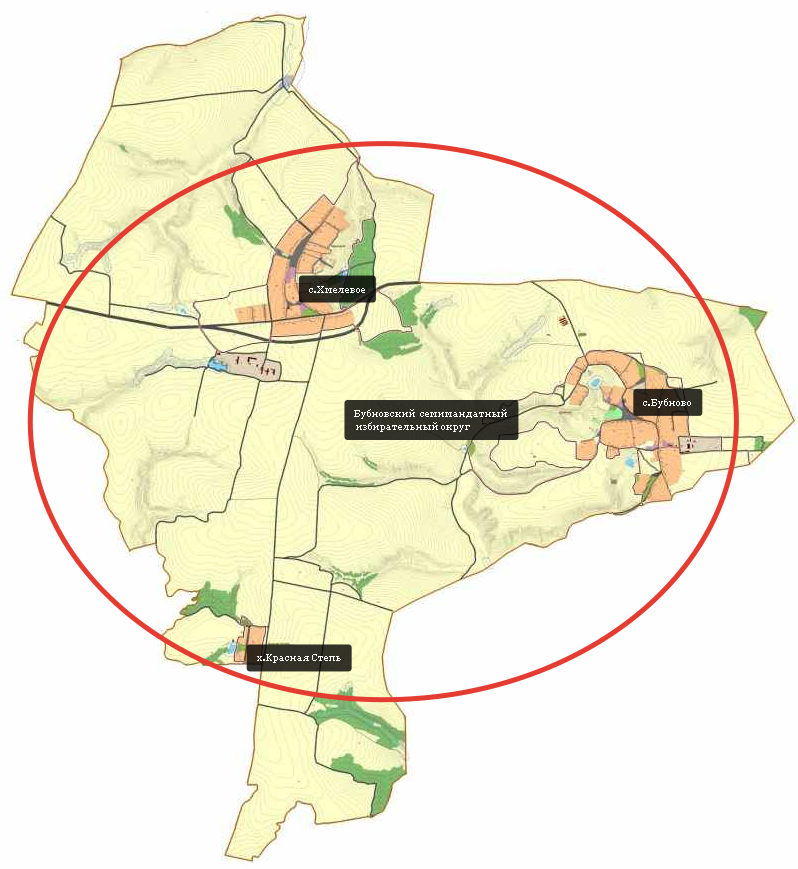 с.Хмелевое
с.Бубново
Бубновский семимандатный
избирательный округ
х.Красная Степь